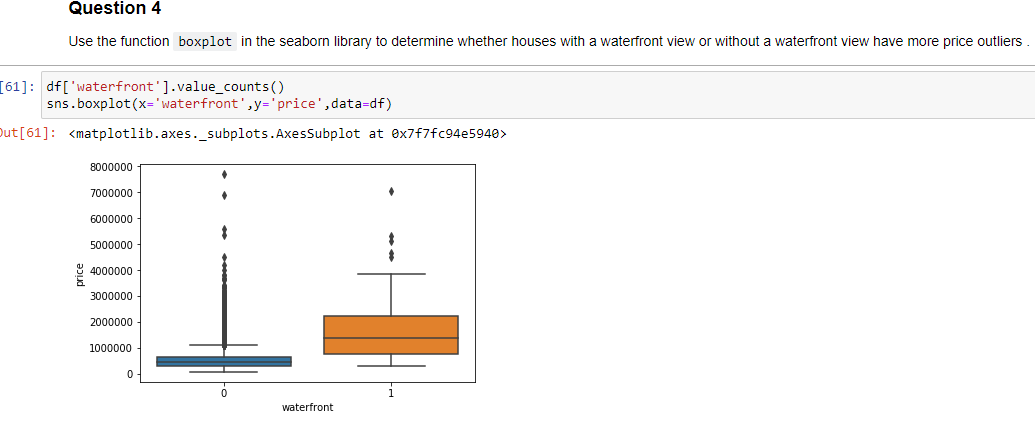 Question 4
Use the function boxplot in the seaborn library to determine whether houses with a waterfront view or without a waterfront view have more price outliers .
[61]: df['waterfront'].value_counts()
sns.boxplot(x='waterfront',y='price',data=df)
Out[61]: <matplotlib.axes._subplots.AxesSubplot at 0x7f7fc94e5940>
8000000
7000000
6000000
5000000
4000000
3000000
2000000
1000000
0
price
0 1
waterfront